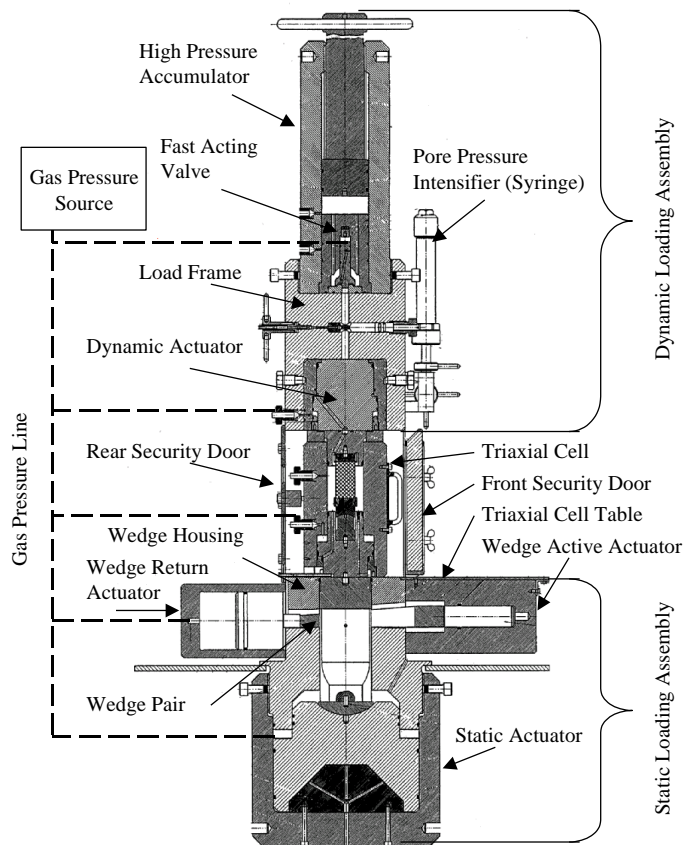 High Pressure
Accumulator
Fast Acting
Valve
Gas Pressure
Source
Pore Pressure
Intensifier (Syringe)
Load Frame
Dynamic Actuator
Dynamic Loading Assembly
Gas Pressure Line
Rear Security Door
Triaxial Cell
Front Security Door
Triaxial Cell Table
Wedge Housing
Wedge Active Actuator
Wedge Return
Actuator
Wedge Pair
Static Actuator
Static Loading Assembly